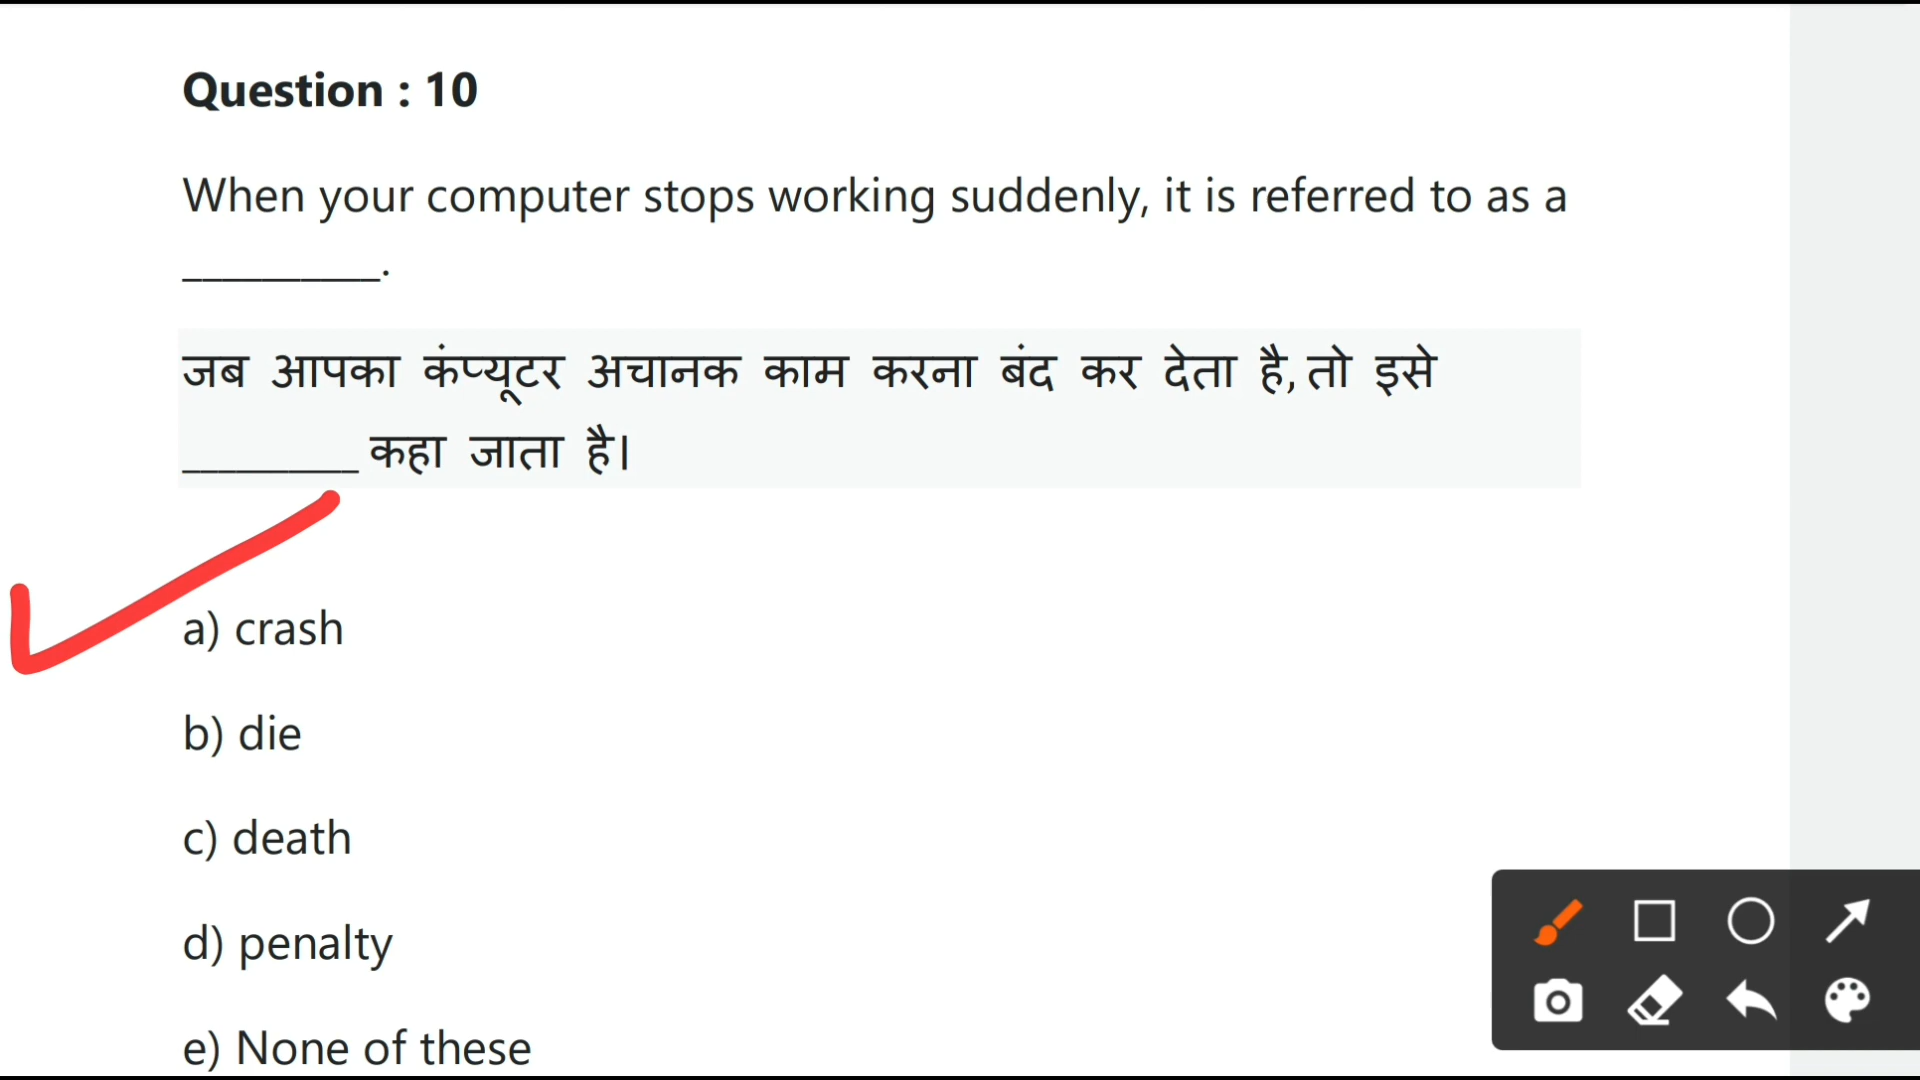 Question : 10
When your computer stops working suddenly, it is referred to as a
__________.
जब आपका कंप्यूटर अचानक काम करना बंद कर देता है, तो इसे
_________ कहा जाता है।
a) crash
b) die
c) death
d) penalty
e) None of these